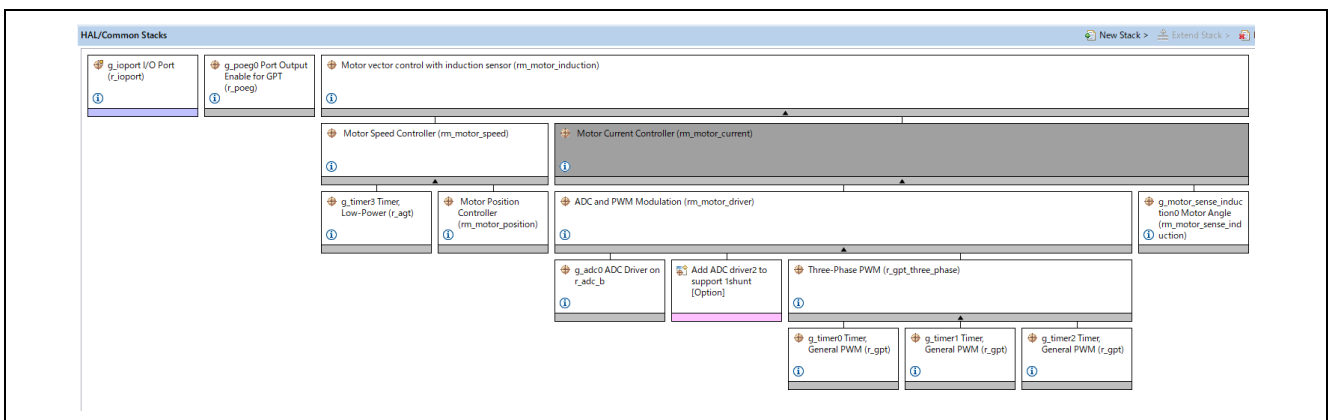 HAL/Common Stacks
New Stack >
Extend Stack >
g_ioport I/O Port
(r_ioport)
g_poeg0 Port Output
Enable for GPT
(r_poeg)
Motor vector control with induction sensor (rm_motor_induction)
Motor Speed Controller (rm_motor_speed)
Motor Current Controller (rm_motor_current)
g_timer3 Timer,
Low-Power (r_agt)
Motor Position
Controller
(rm_motor_position)
ADC and PWM Modulation (rm_motor_driver)
g_motor_sense_induc
tion0 Motor Angle
(rm_motor_sense_ind
uction)
g_adc0 ADC Driver on
r_adc_b
Add ADC driver2 to
support 1shunt
[Option]
Three-Phase PWM (r_gpt_three_phase)
g_timer0 Timer,
General PWM (r_gpt)
g_timer1 Timer,
General PWM (r_gpt)
g_timer2 Timer,
General PWM (r_gpt)